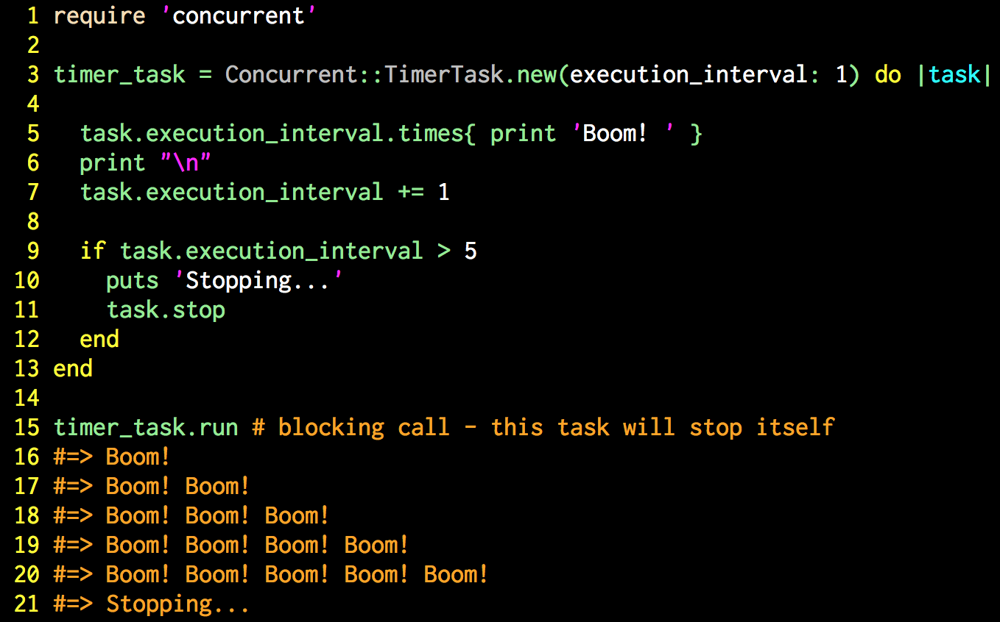 1 require 'concurrent'
2
3 timer_task = Concurrent::TimerTask.new(execution_interval: 1) do |task|
4
5   task.execution_interval.times{ print 'Boom! ' }
6   print "\n"
7   task.execution_interval += 1
8
9   if task.execution_interval > 5
10     puts 'Stopping...'
11     task.stop
12   end
13 end
14
15 timer_task.run # blocking call - this task will stop itself
16 #=> Boom!
17 #=> Boom! Boom!
18 #=> Boom! Boom! Boom!
19 #=> Boom! Boom! Boom! Boom!
20 #=> Boom! Boom! Boom! Boom! Boom!
21 #=> Stopping...